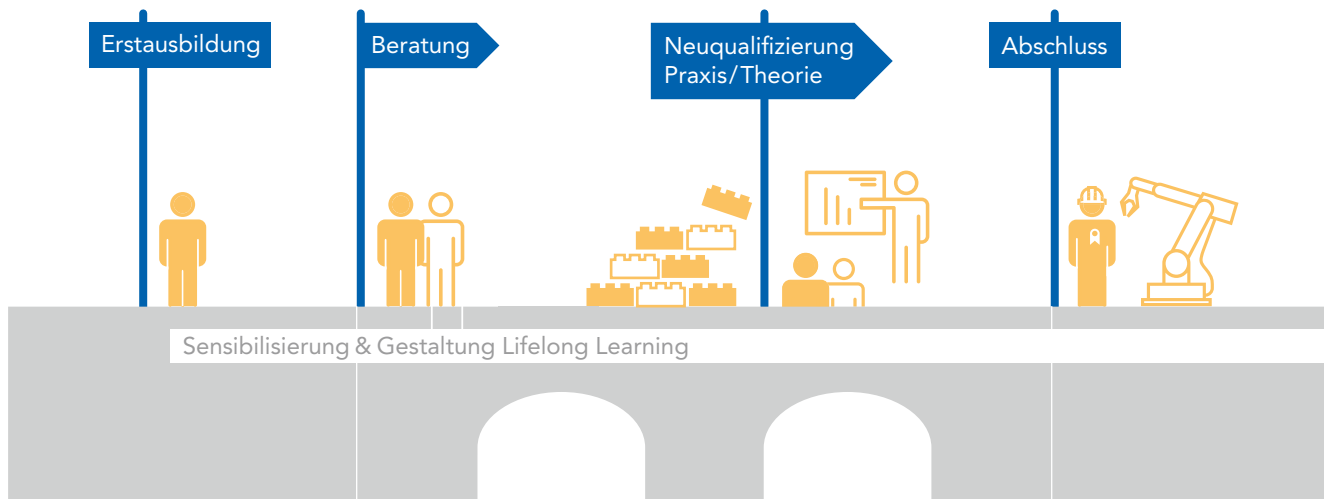 Erstausbildung
Beratung
Neuqualifizierung
Praxis/Theorie
Abschluss
Sensibilisierung & Gestaltung Lifelong Learning